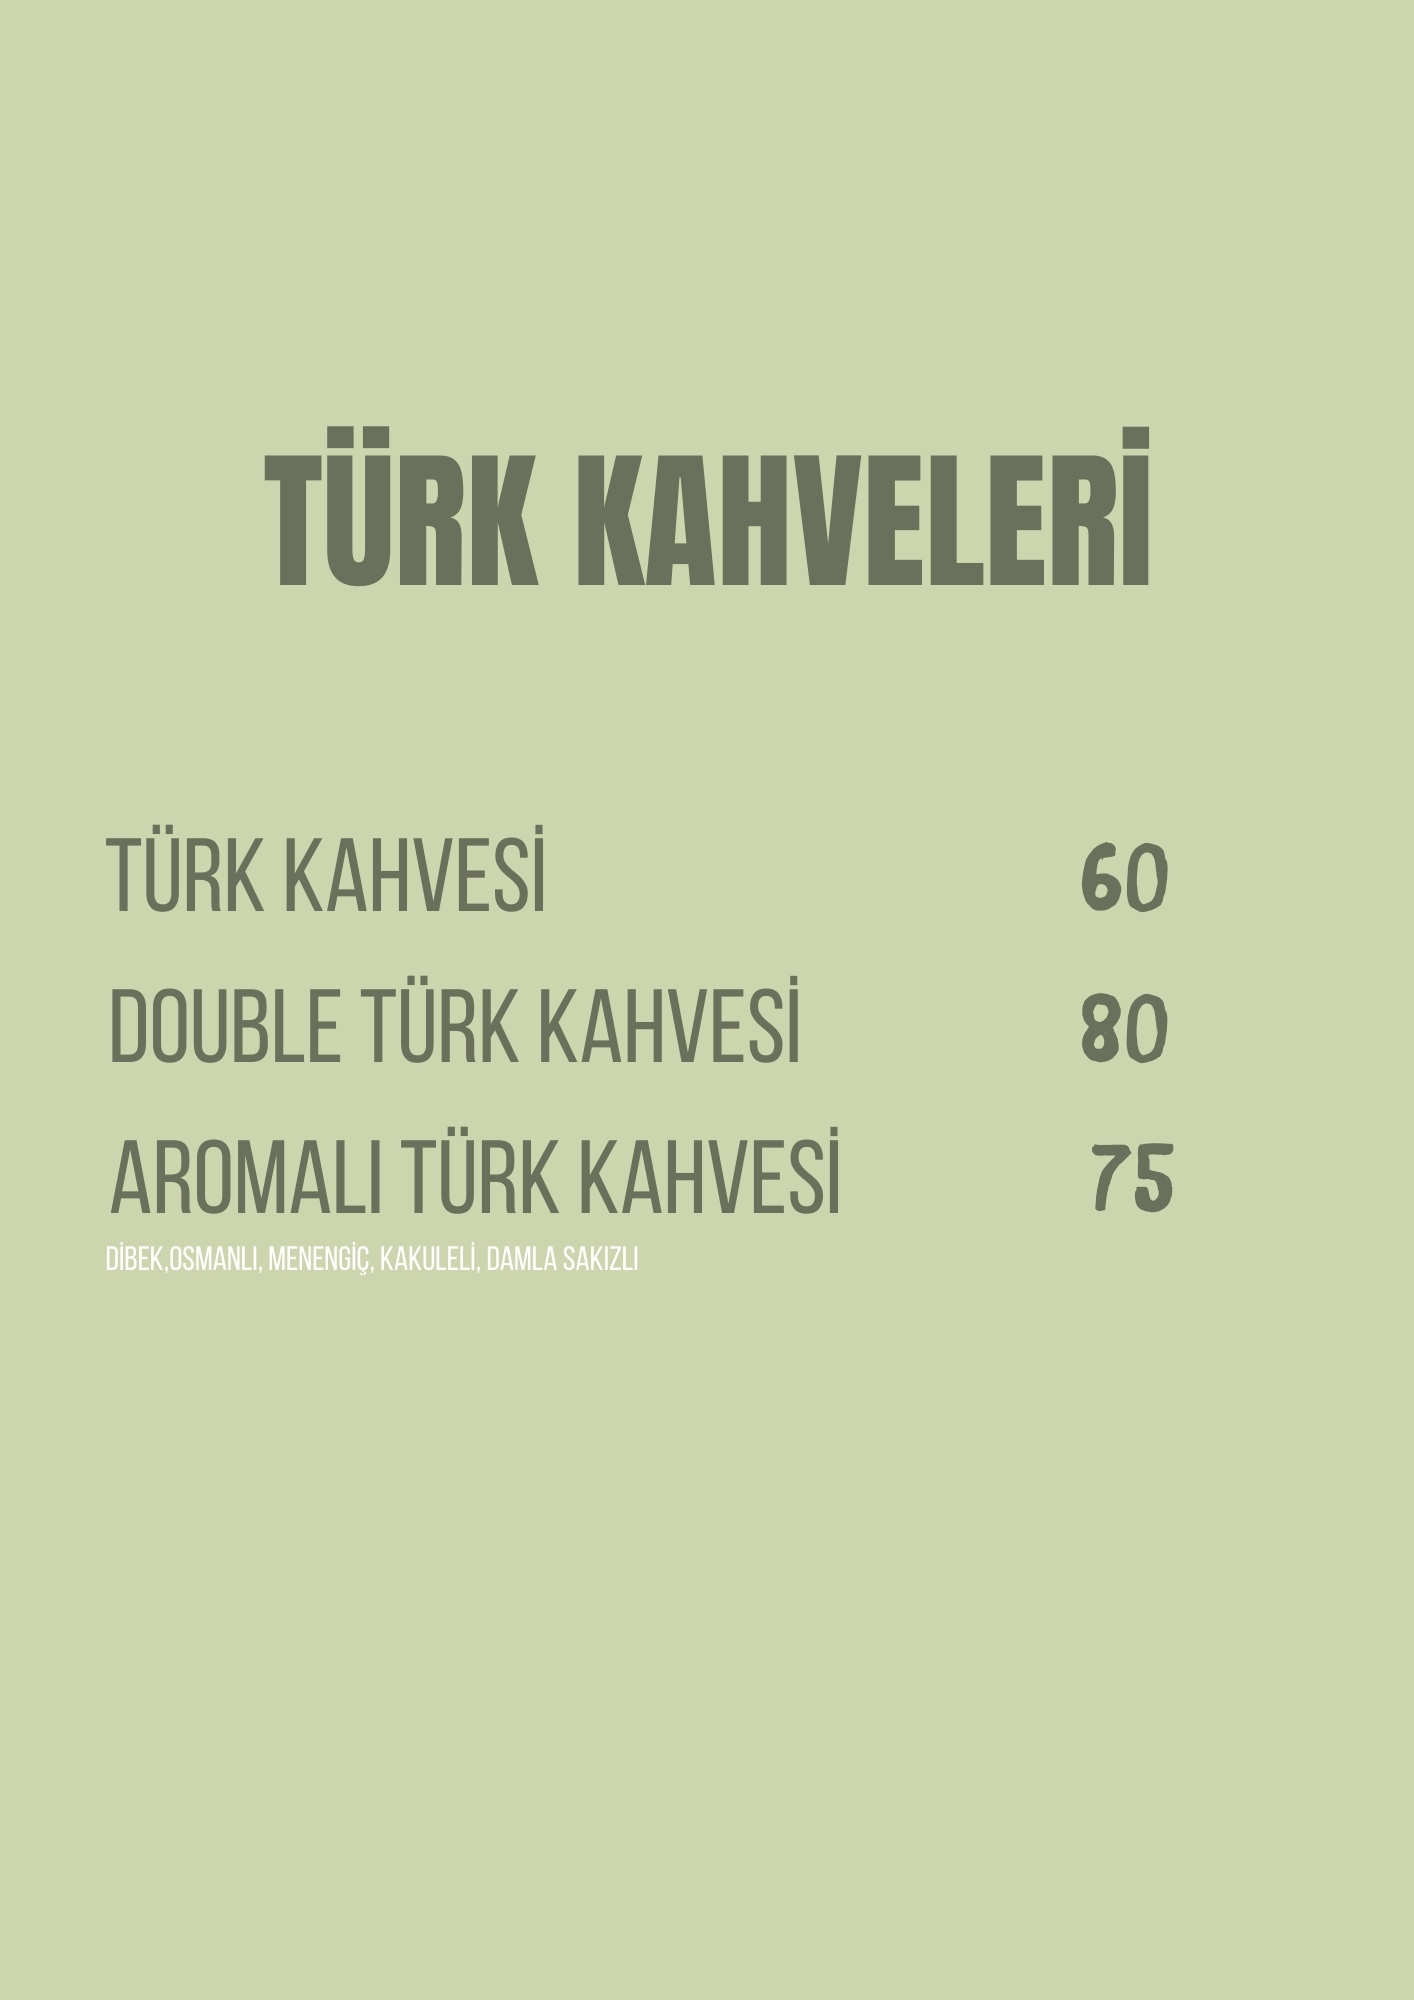 TÜRK KAHVELERİ
TÜRK KAHVESİ 60
DOUBLE TÜRK KAHVESİ 80
AROMALI TÜRK KAHVESİ 75
DİBEK,OSMANLI, MENENGİÇ, KAKULELİ, DAMLA SAKIZLI